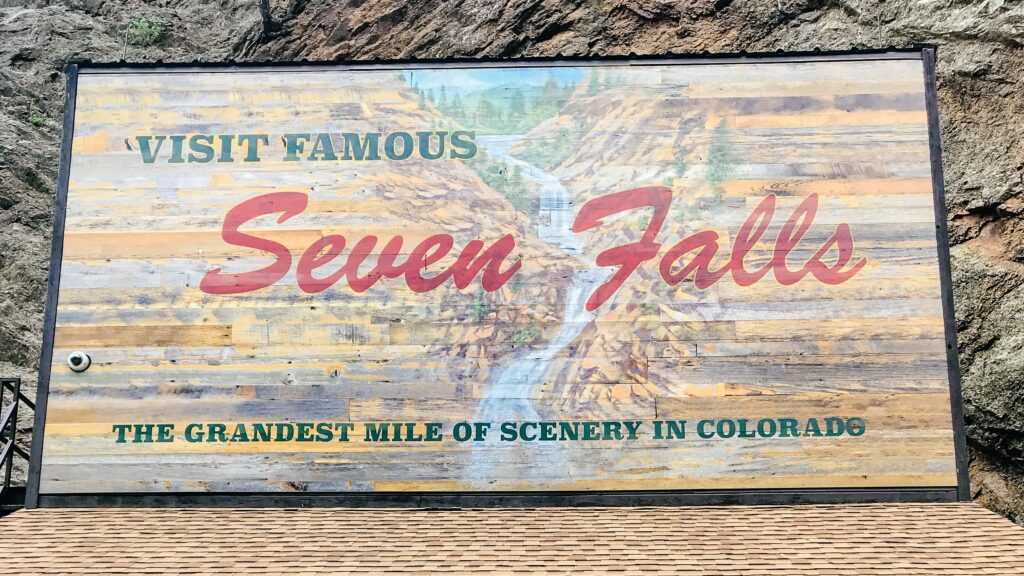 VISIT FAMOUS
Seven Falls
THE GRANDEST MILE OF SCENERY IN COLORADO